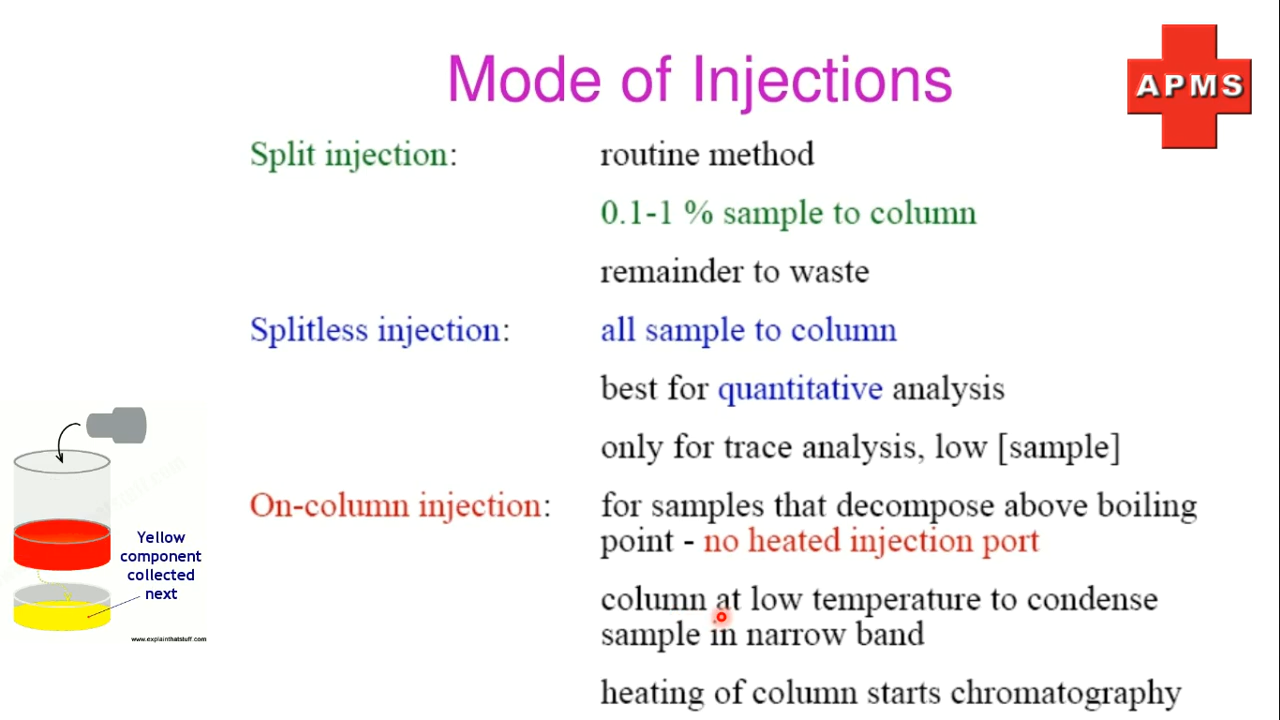 Mode of Injections
APMS
Split injection: routine method
0.1-1 % sample to column
remainder to waste
Splitless injection: all sample to column
best for quantitative analysis
only for trace analysis, low [sample]
On-column injection: for samples that decompose above boiling
point - no heated injection port
column at low temperature to condense
sample in narrow band
heating of column starts chromatography
Yellow
component
collected
next
www.explainthatstuff.com